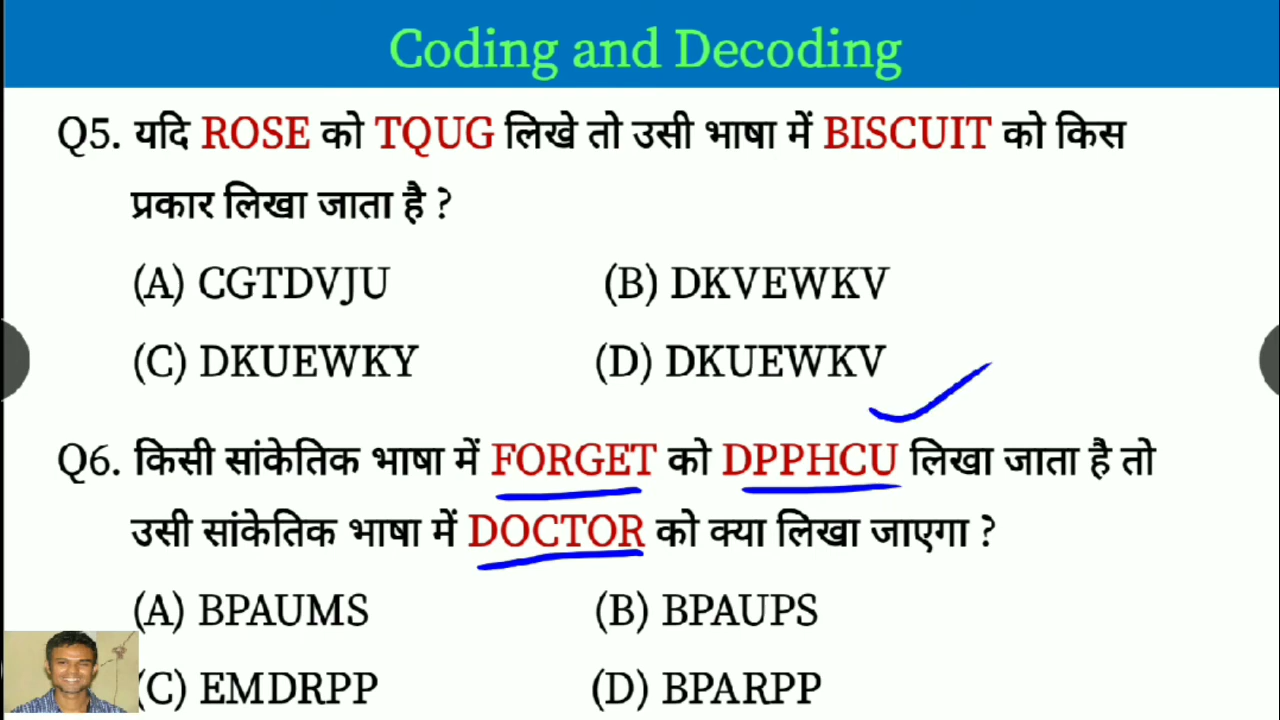 Coding and Decoding
Q5. यदि ROSE को TQUG लिखे तो उसी भाषा में BISCUIT को किस
प्रकार लिखा जाता है ?
(A) CGTDVJU (B) DKVEWKV
(C) DKUEWKY (D) DKUEWKV
Q6. किसी सांकेतिक भाषा में FORGET को DPPHCU लिखा जाता है तो
उसी सांकेतिक भाषा में DOCTOR को क्या लिखा जाएगा ?
(A) BPAUMS (B) BPAUPS
(C) EMDRPP (D) BPARPP